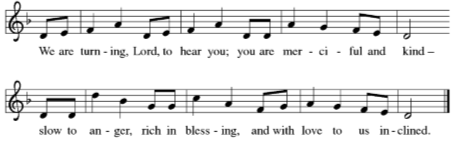 We are turn - ing, Lord, to hear you; you are mer - ci - ful and kind –
slow to an - ger, rich in bless - ing, and with love to us in - clined.